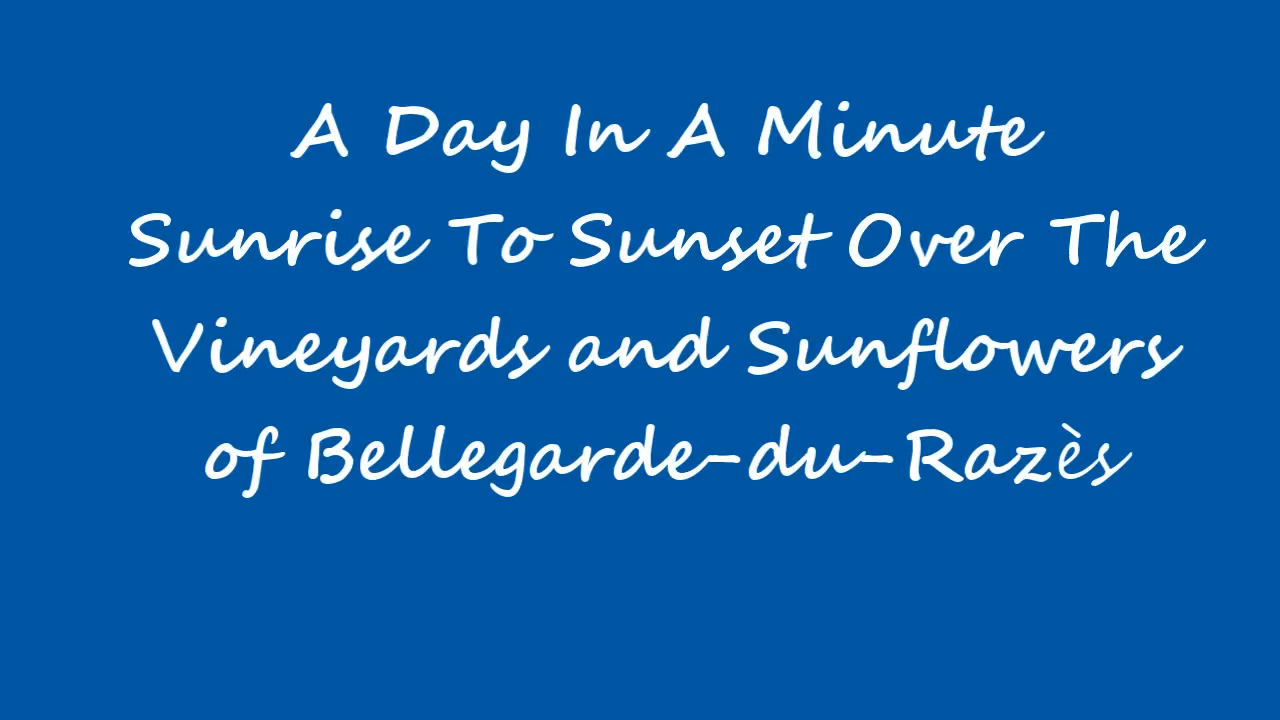 A Day In A Minute
Sunrise To Sunset Over The
Vineyards and Sunflowers
of Bellegarde-du-Razès